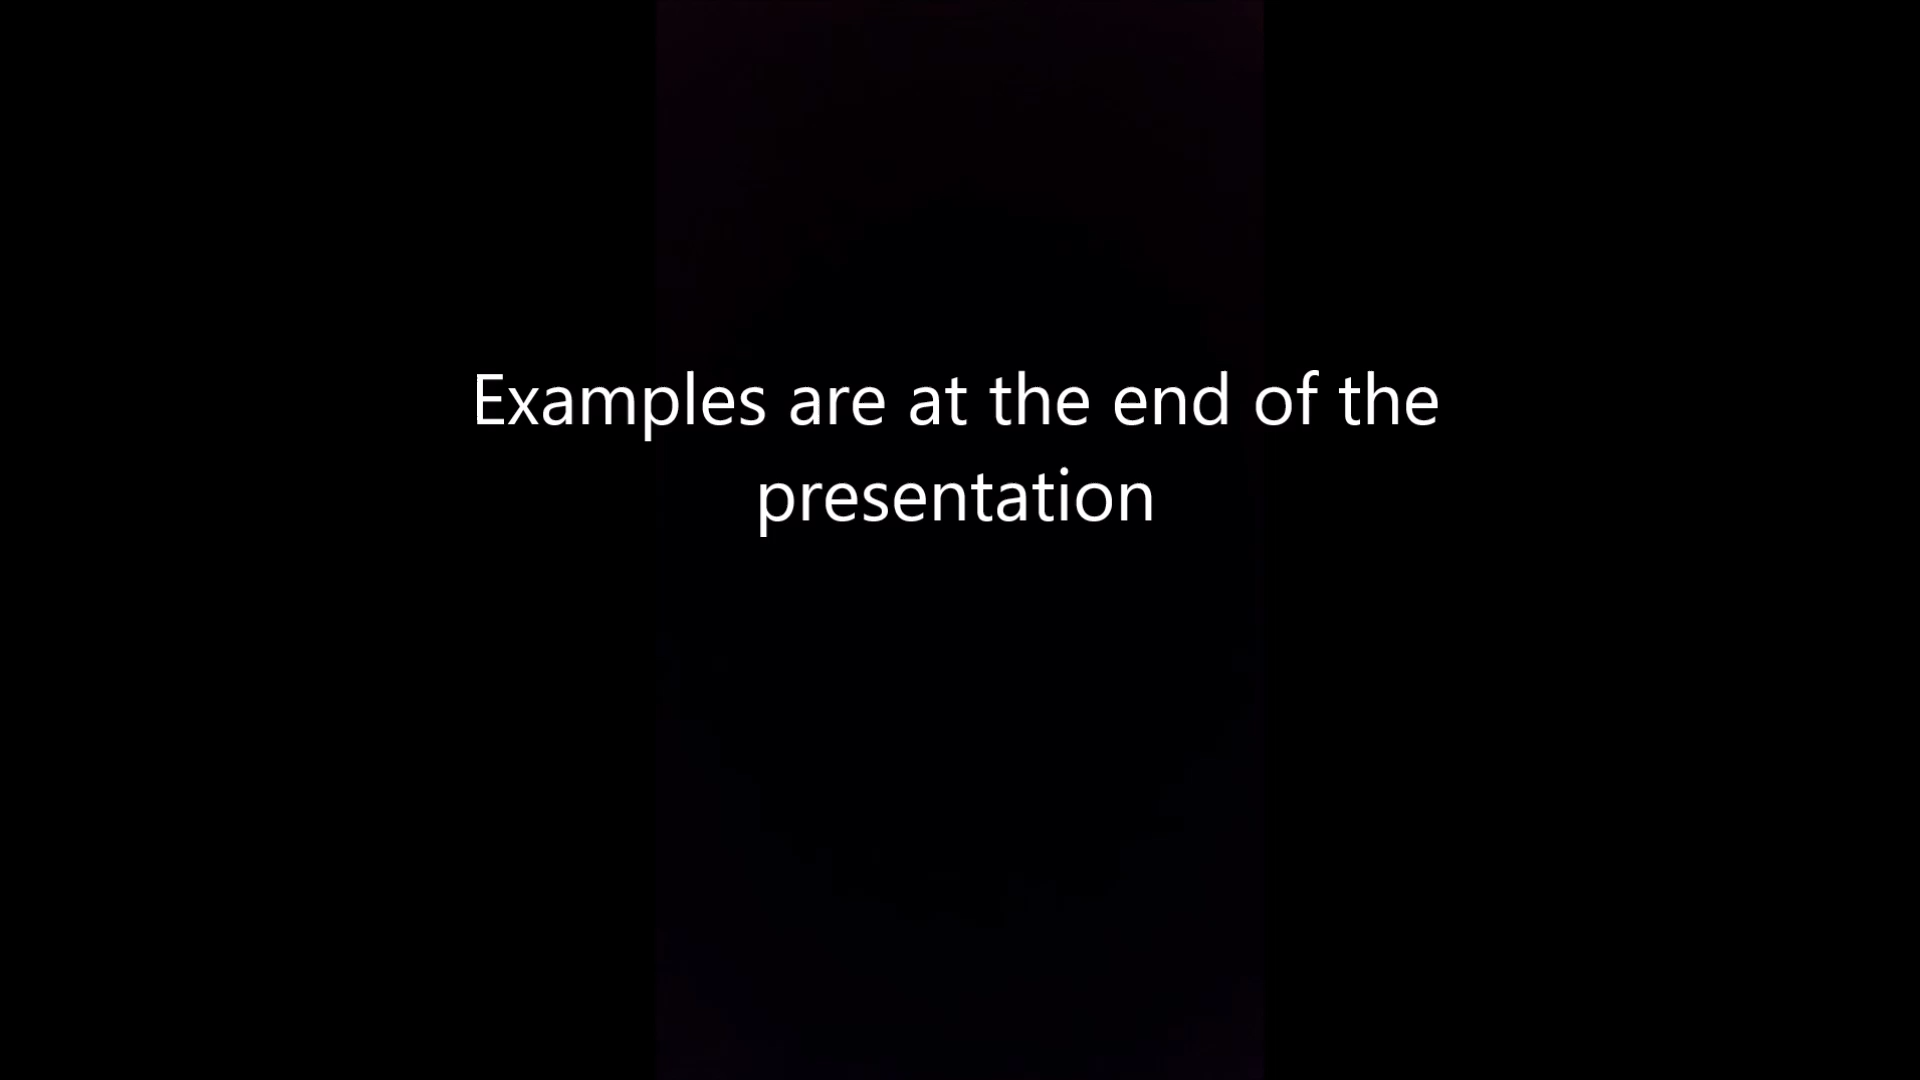 Examples are at the end of the
presentation